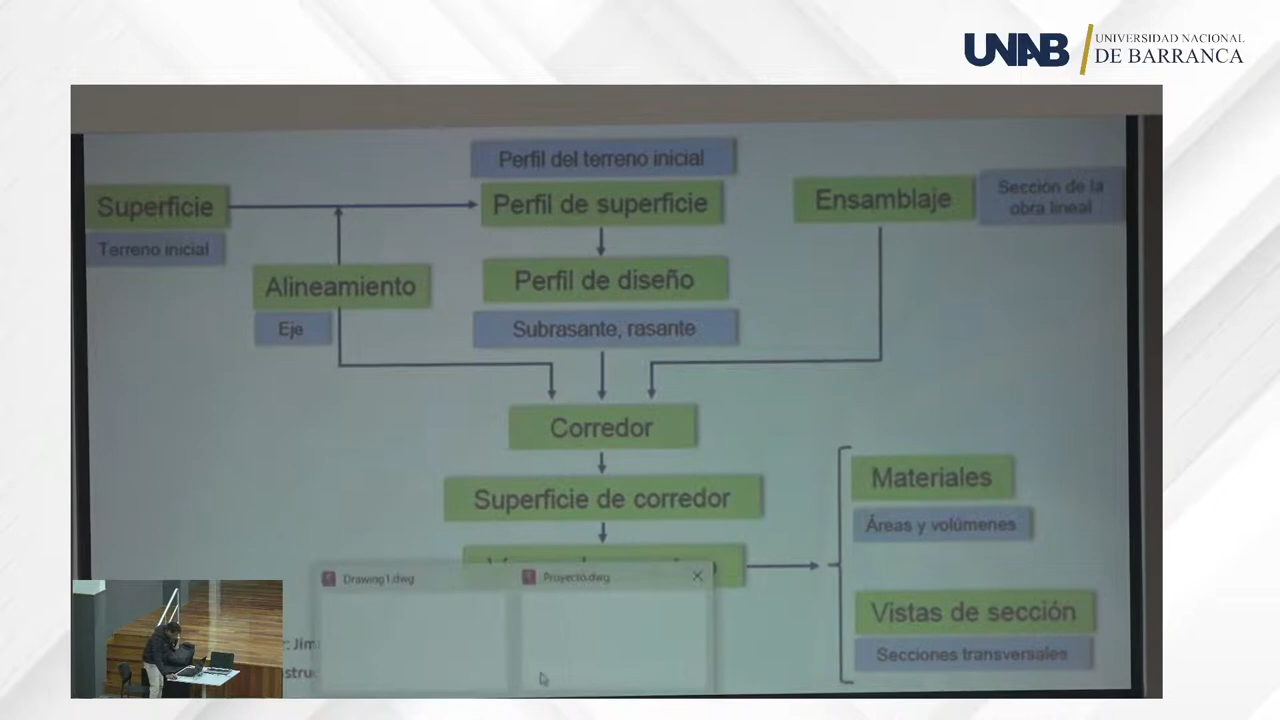 UNAB
UNIVERSIDAD NACIONAL
DE BARRANCA
Perfil del terreno inicial
Superficie
Perfil de superficie
Ensamblaje
Sección de la
obra lineal
Terreno inicial
Alineamiento
Perfil de diseño
Eje
Subrasante, rasante
Corredor
Superficie de corredor
Materiales
Áreas y volúmenes
Drawing1.dwg
Proyecto.dwg
Vistas de sección
Secciones transversales